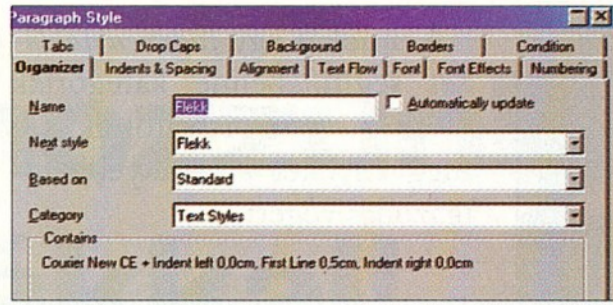 Paragraph Style
Tabs Drop Caps Background Borders Condition
Organizer Indents & Spacing Alignment Text Flow Font Font Effects Numbering
Name Flekk Automatically update
Next style Flekk
Based on Standard
Category Text Styles
Contains
Courier New CE + Indent left 0,0cm, First Line 0,5cm, Indent right 0,0cm